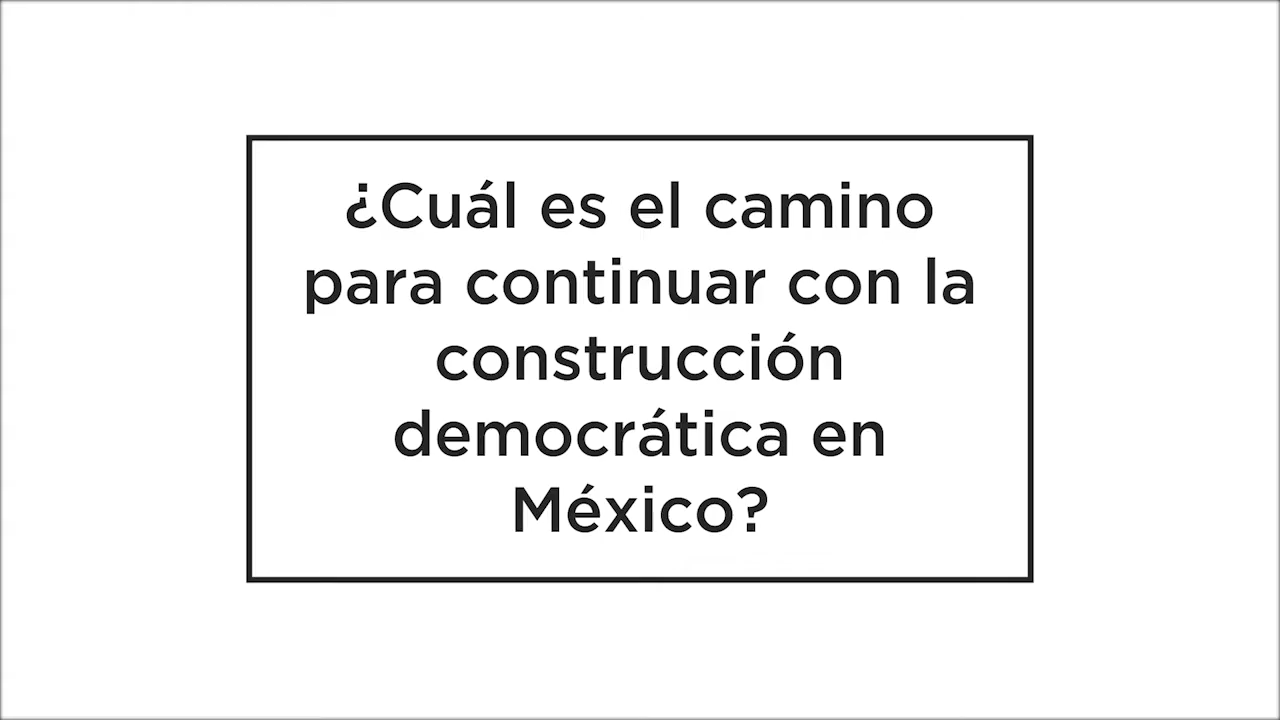 ¿Cuál es el camino
para continuar con la
construcción
democrática en
México?